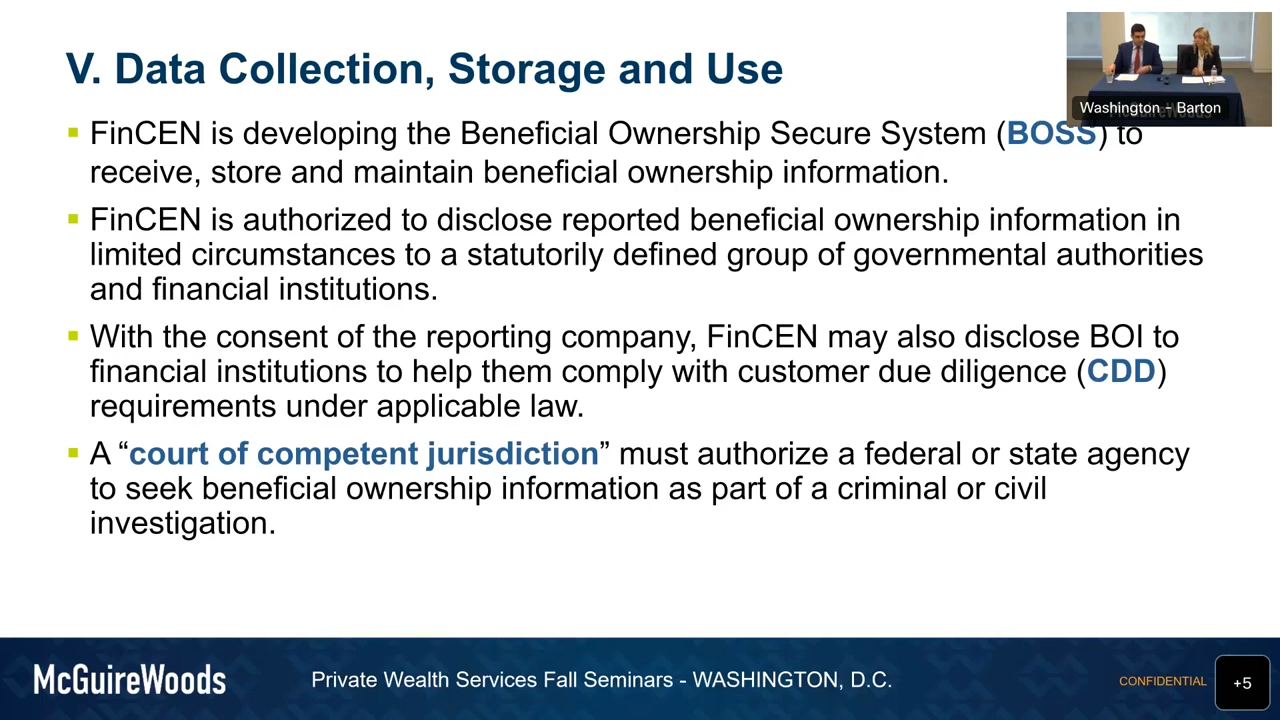 V. Data Collection, Storage and Use
Washington - Barton
▪ FinCEN is developing the Beneficial Ownership Secure System (BOSS) to
receive, store and maintain beneficial ownership information.
▪ FinCEN is authorized to disclose reported beneficial ownership information in
limited circumstances to a statutorily defined group of governmental authorities
and financial institutions.
▪ With the consent of the reporting company, FinCEN may also disclose BOI to
financial institutions to help them comply with customer due diligence (CDD)
requirements under applicable law.
▪ A “court of competent jurisdiction” must authorize a federal or state agency
to seek beneficial ownership information as part of a criminal or civil
investigation.
McGuireWoods
Private Wealth Services Fall Seminars - WASHINGTON, D.C.
CONFIDENTIAL
+5